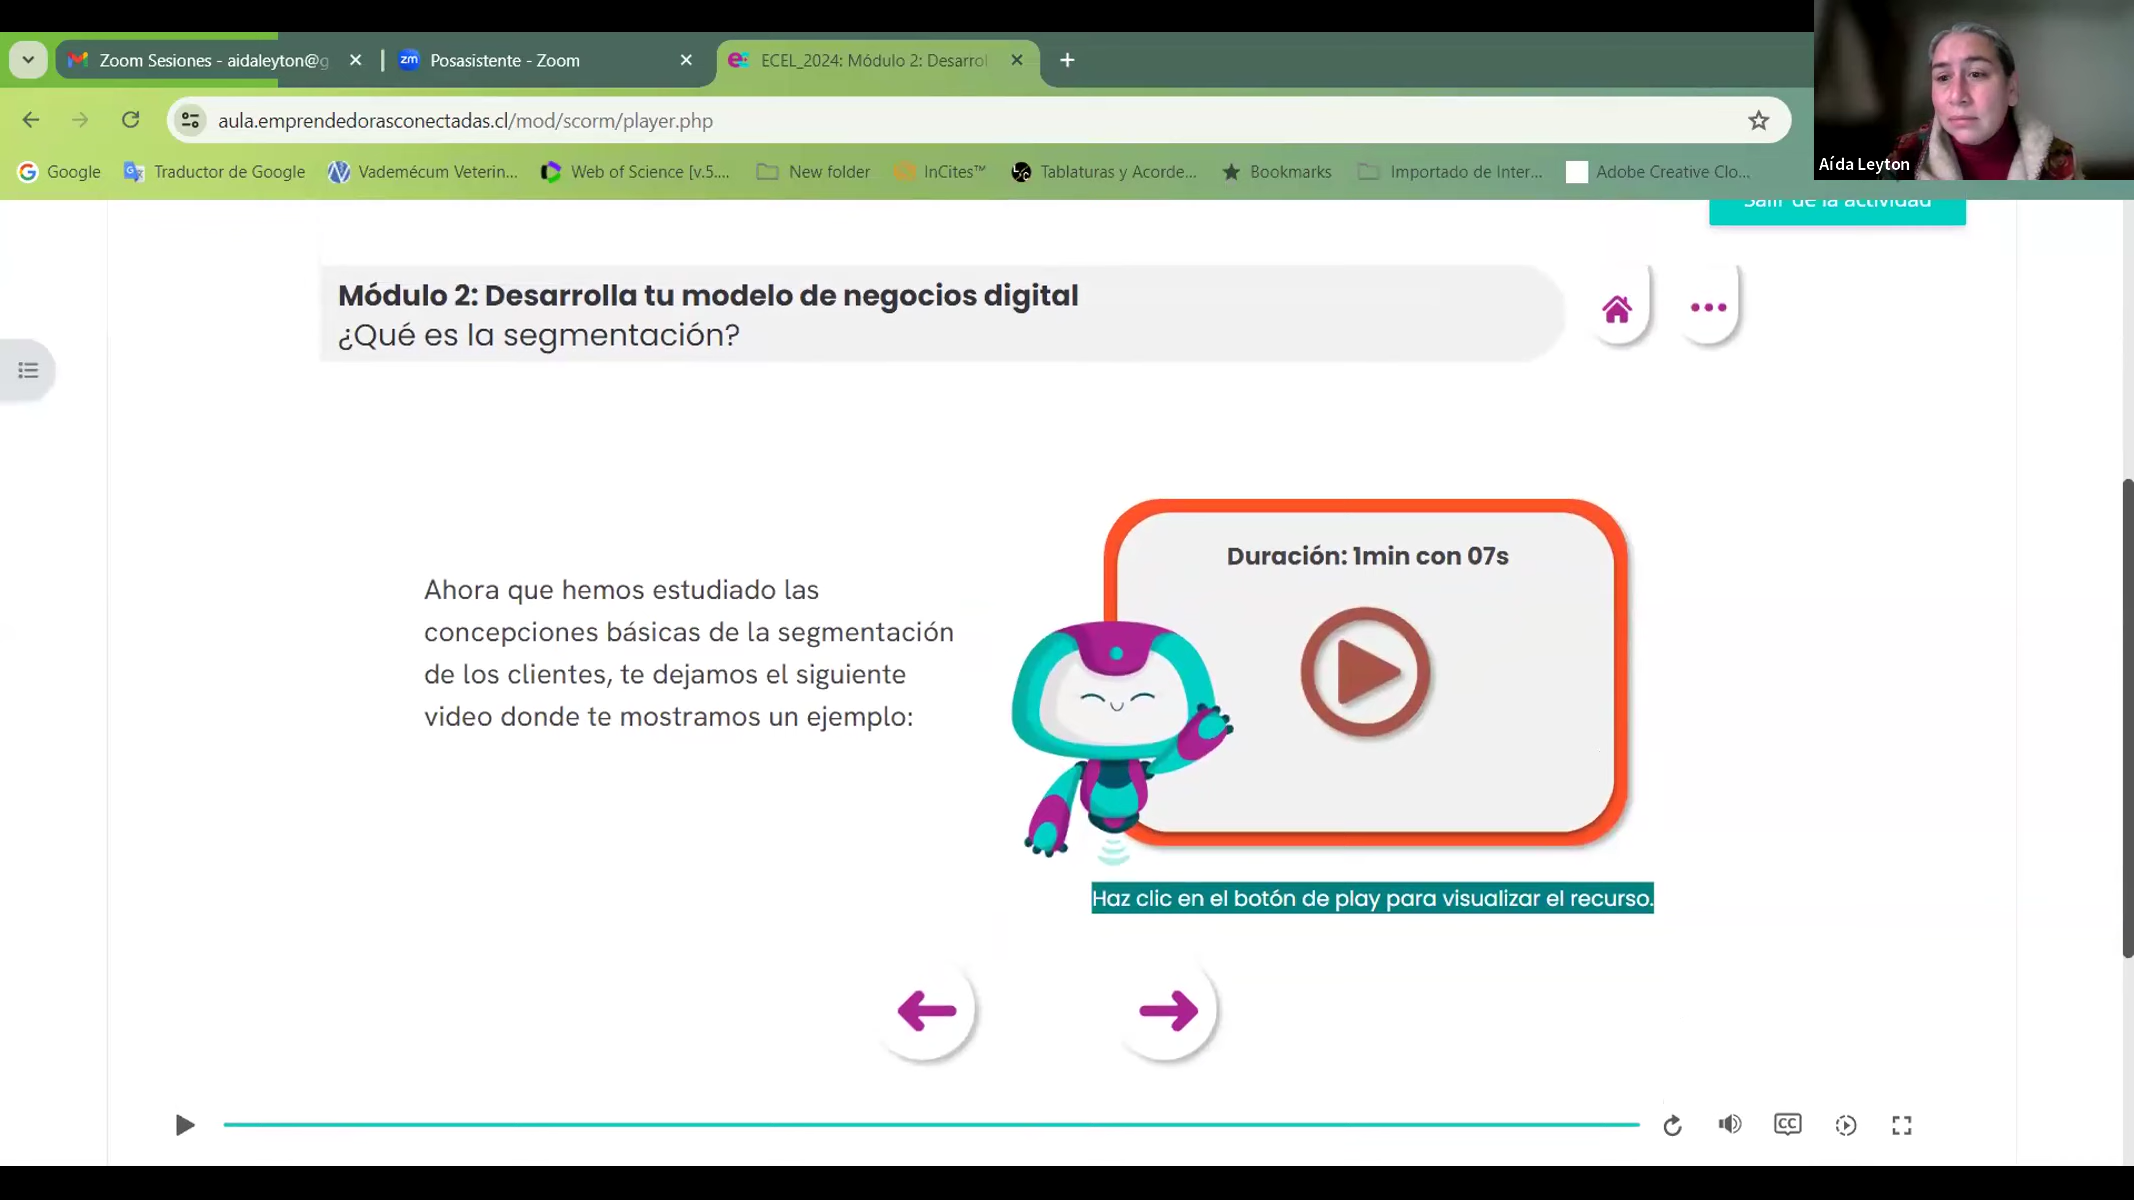 Zoom Sesiones - aidaleyton@g
zm
Posasistente - Zoom
ECEL_2024: Módulo 2: Desarrol
aula.emprendedorasconectadas.cl/mod/scorm/player.php
Google
Traductor de Google
Vademécum Veterin...
Web of Science [v.5....
New folder
InCites™
Tablaturas y Acorde...
Bookmarks
Importado de Inter...
Adobe Creative Clo...
Aída Leyton
Salir de la actividad
Módulo 2: Desarrolla tu modelo de negocios digital
¿Qué es la segmentación?
Ahora que hemos estudiado las
concepciones básicas de la segmentación
de los clientes, te dejamos el siguiente
video donde te mostramos un ejemplo:
Duración: 1min con 07s
Haz clic en el botón de play para visualizar el recurso.
CC